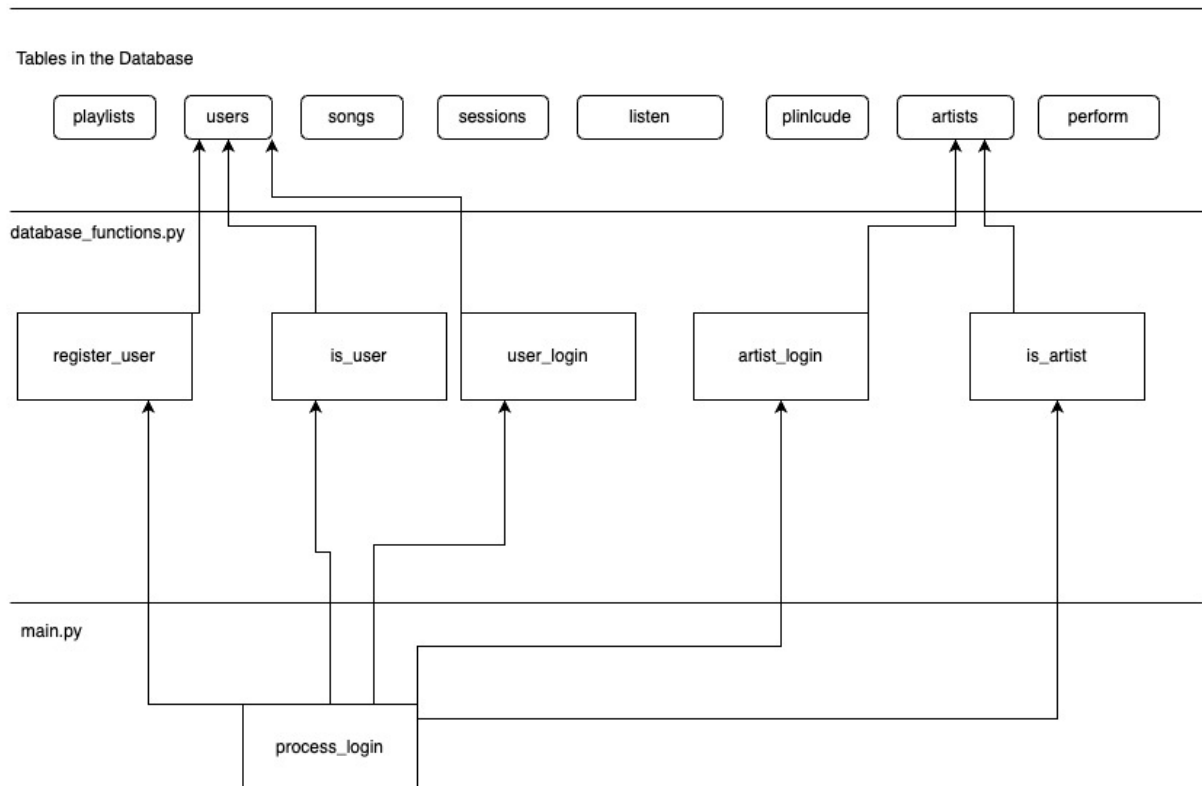 Tables in the Database
playlists
users
songs
sessions
listen
plinlcude
artists
perform
database_functions.py
register_user
is_user
user_login
artist_login
is_artist
main.py
process_login